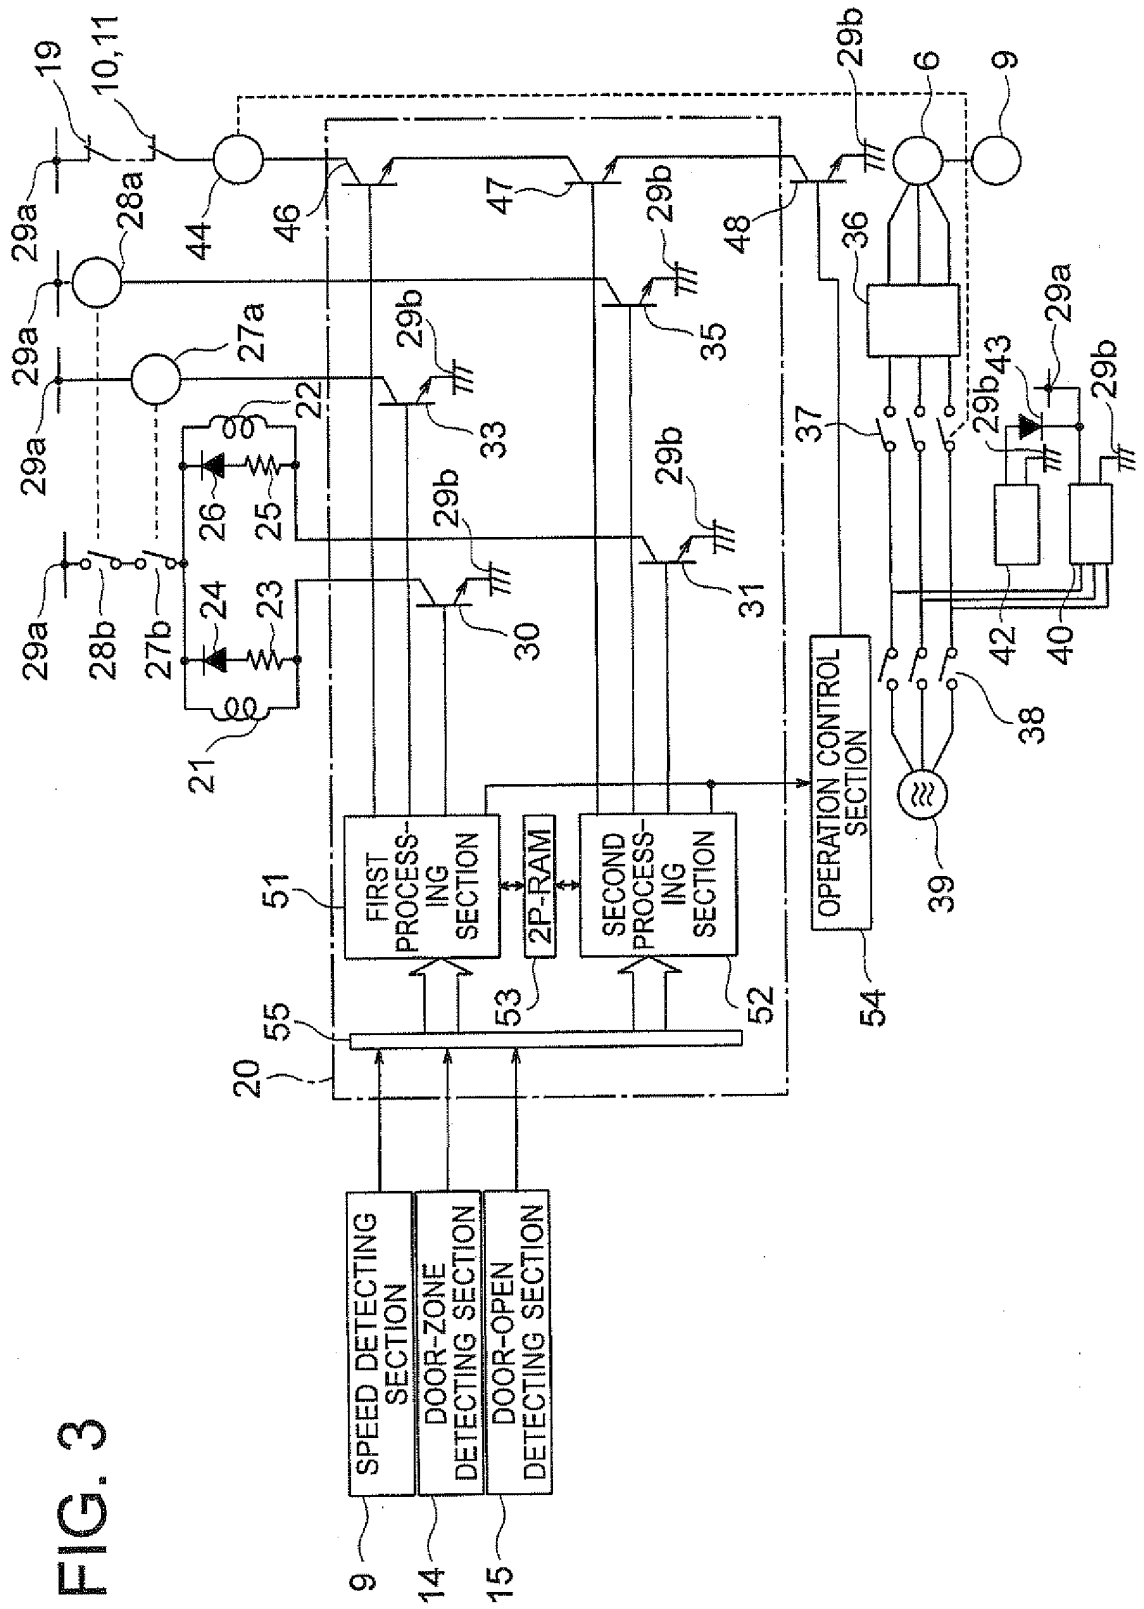 FIG. 3
29a
19
10,11
44
46
47
48
29b
6
9
29a
28a
35
29b
29a
27a
33
29b
29a
28b
27b
21
24
23
26
25
22
30
29b
31
29b
20
55
51
FIRST
PROCESS-
ING
SECTION
53
2P-RAM
52
SECOND
PROCESS-
ING
SECTION
9
SPEED DETECTING
SECTION
14
DOOR-ZONE
DETECTING SECTION
15
DOOR-OPEN
DETECTING SECTION
54
OPERATION CONTROL
SECTION
36
37
38
39
42
40
43
29b
29a
29b